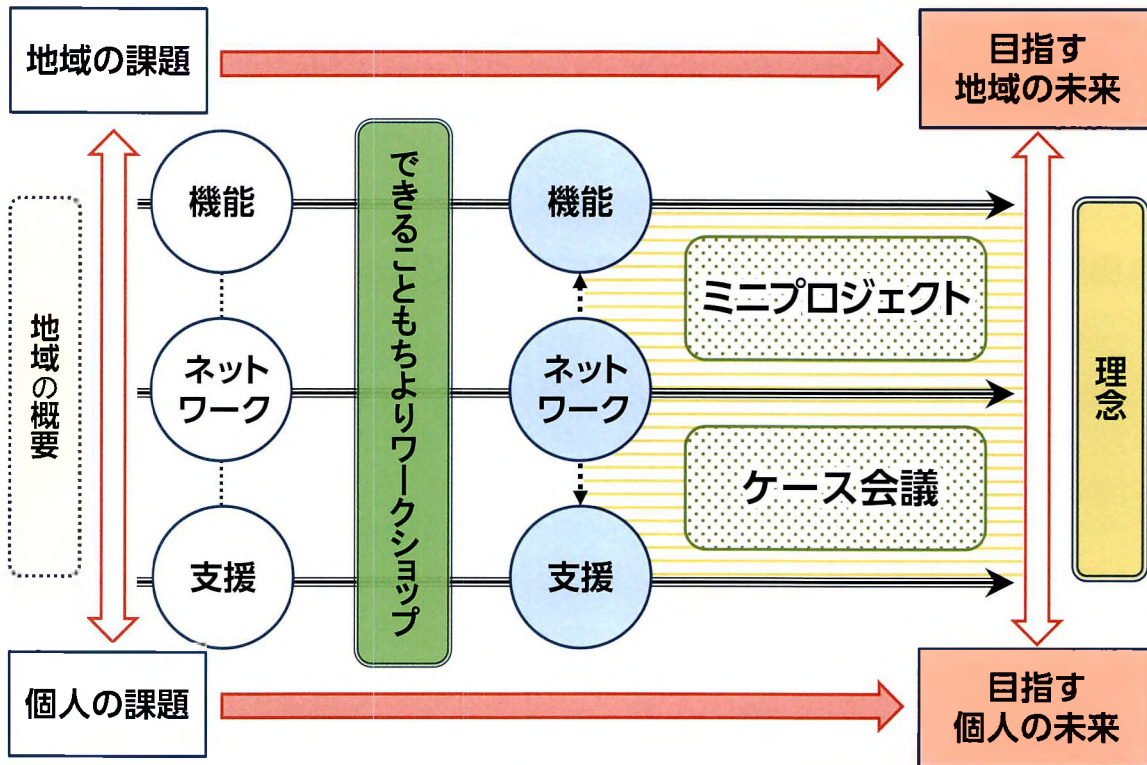 地域の課題
目指す
地域の未来
機能
機能
できることもちよりワークショップ
ミニプロジェクト
地域の概要
ネット
ワーク
ネット
ワーク
理念
ケース会議
支援
支援
個人の課題
目指す
個人の未来